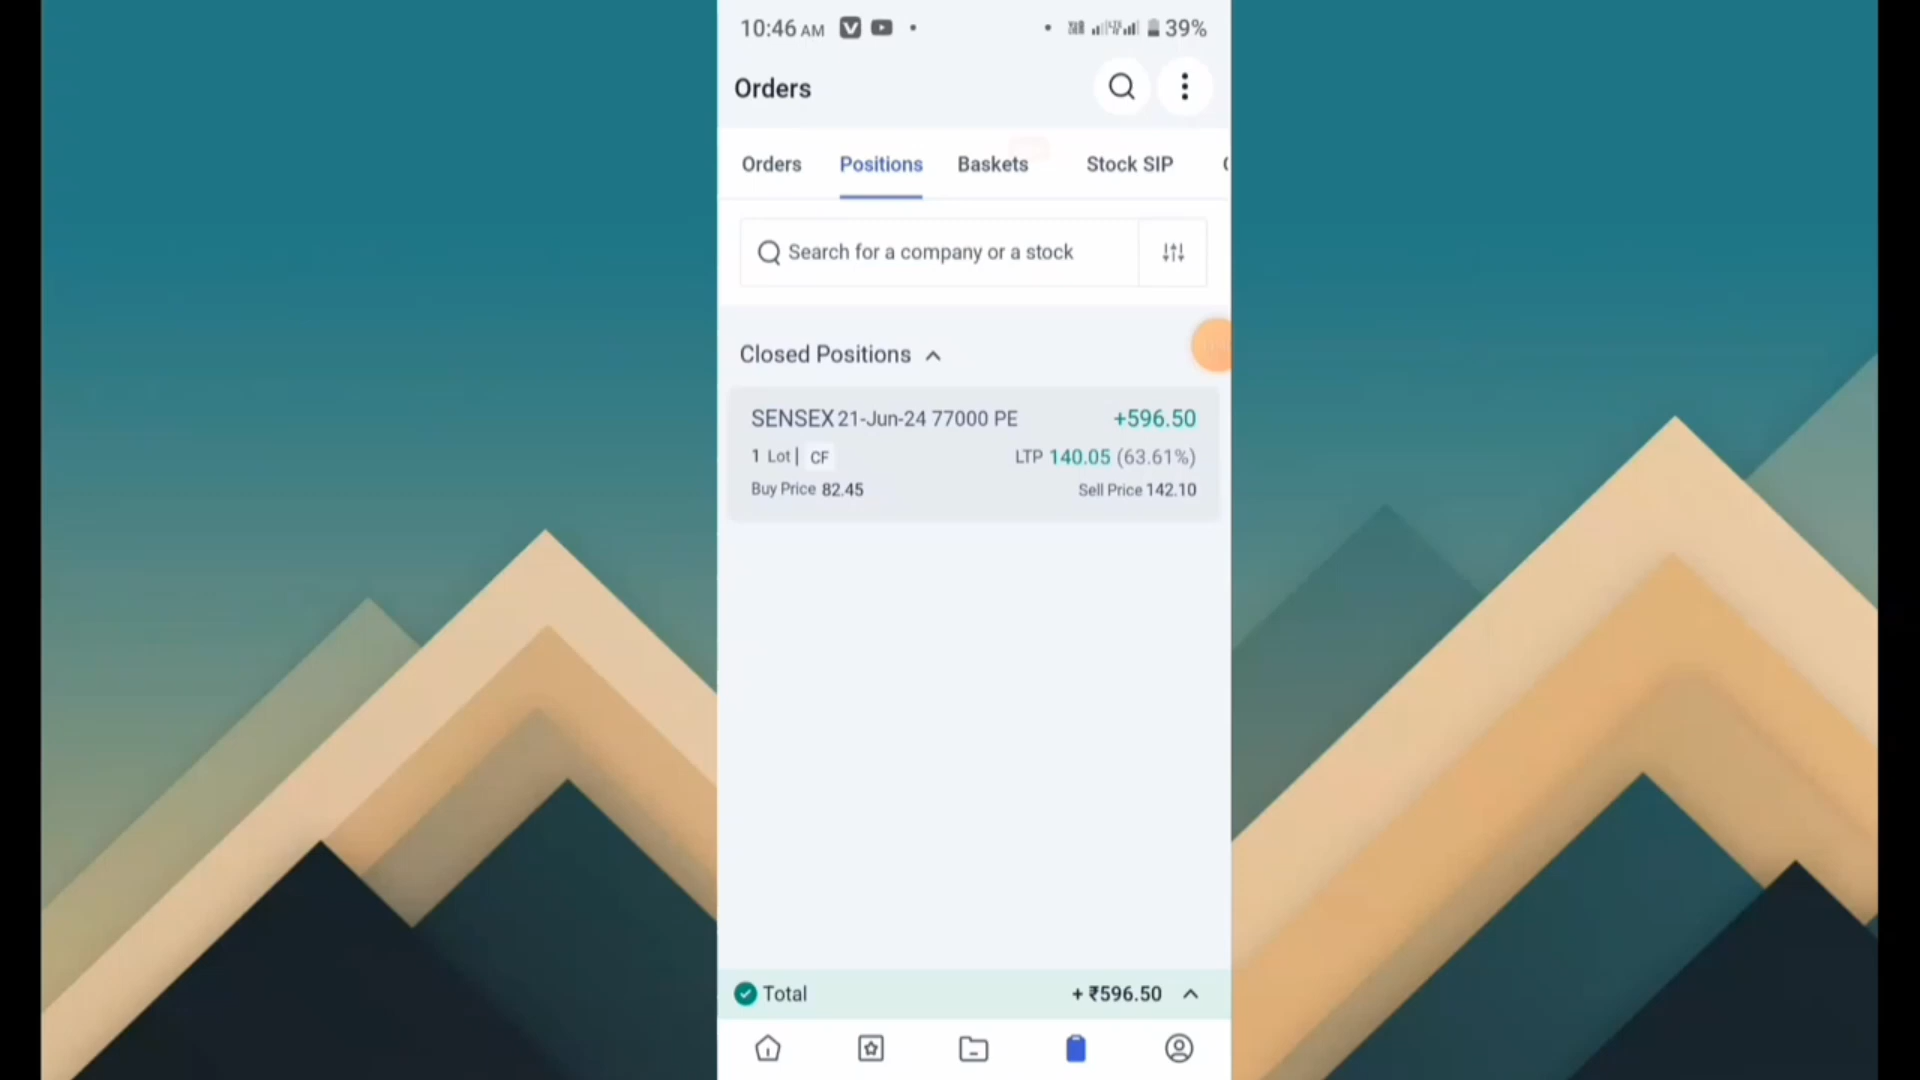 10:46 AM 39%
Orders
Orders Positions Baskets Stock SIP
Search for a company or a stock
Closed Positions
SENSEX 21-Jun-24 77000 PE +596.50
1 Lot | CF LTP 140.05 (63.61%)
Buy Price 82.45 Sell Price 142.10
Total + ₹596.50